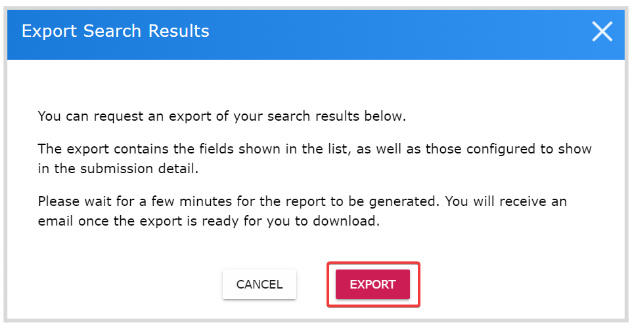 Export Search Results
You can request an export of your search results below.
The export contains the fields shown in the list, as well as those configured to show
in the submission detail.
Please wait for a few minutes for the report to be generated. You will receive an
email once the export is ready for you to download.
CANCEL EXPORT